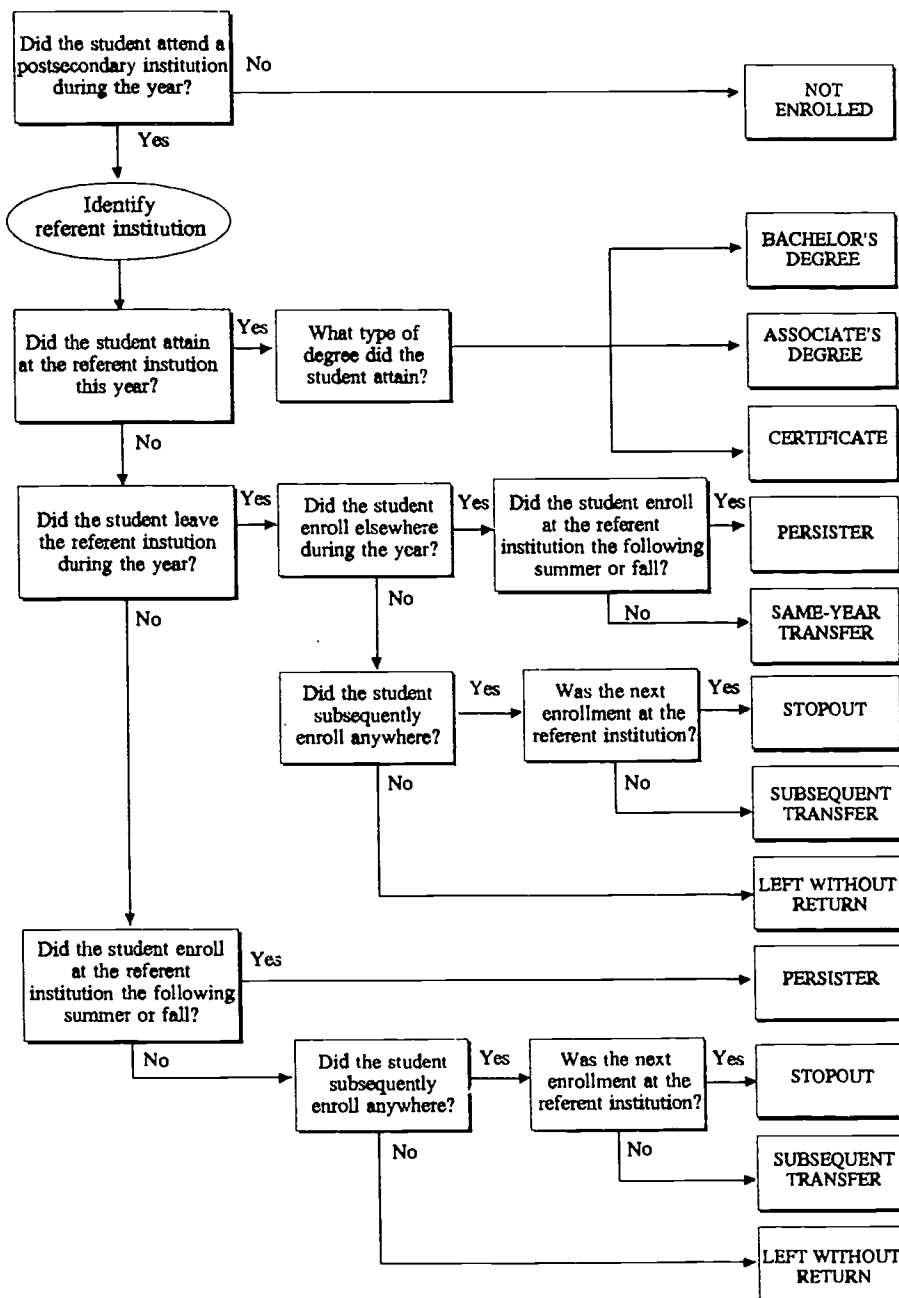 Did the student attend a
postsecondary institution
during the year?
No
NOT
ENROLLED
Yes
Identify
referent institution
BACHELOR'S
DEGREE
Did the student attain
at the referent instution
this year?
Yes
What type of
degree did the
student attain?
ASSOCIATE'S
DEGREE
CERTIFICATE
No
Did the student leave
the referent instution
during the year?
Yes
Did the student
enroll elsewhere
during the year?
Yes
Did the student enroll
at the referent
institution the following
summer or fall?
Yes
PERSISTER
No
SAME-YEAR
TRANSFER
No
No
Did the student
subsequently
enroll anywhere?
Yes
Was the next
enrollment at the
referent institution?
Yes
STOPOUT
No
SUBSEQUENT
TRANSFER
No
LEFT WITHOUT
RETURN
Did the student enroll
at the referent
institution the following
summer or fall?
Yes
PERSISTER
No
Did the student
subsequently
enroll anywhere?
Yes
Was the next
enrollment at the
referent institution?
Yes
STOPOUT
No
SUBSEQUENT
TRANSFER
No
LEFT WITHOUT
RETURN